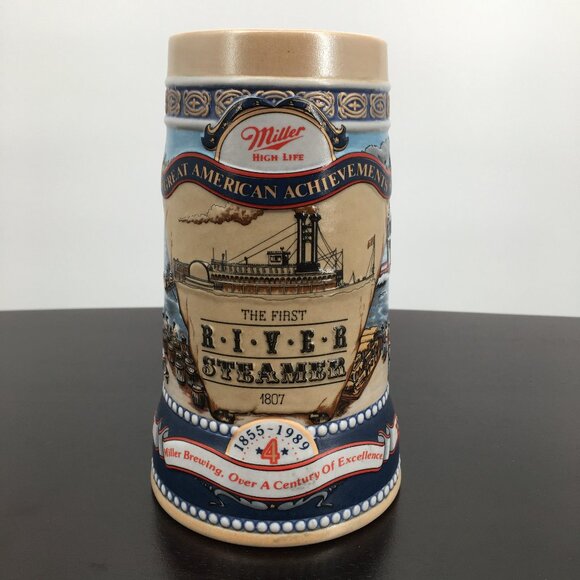 Miller
HIGH LIFE
GREAT AMERICAN ACHIEVEMENTS
THE FIRST
R·I·V·E·R
STEAMER
1807
1855-1989
4
Miller Brewing, Over A Century Of Excellence